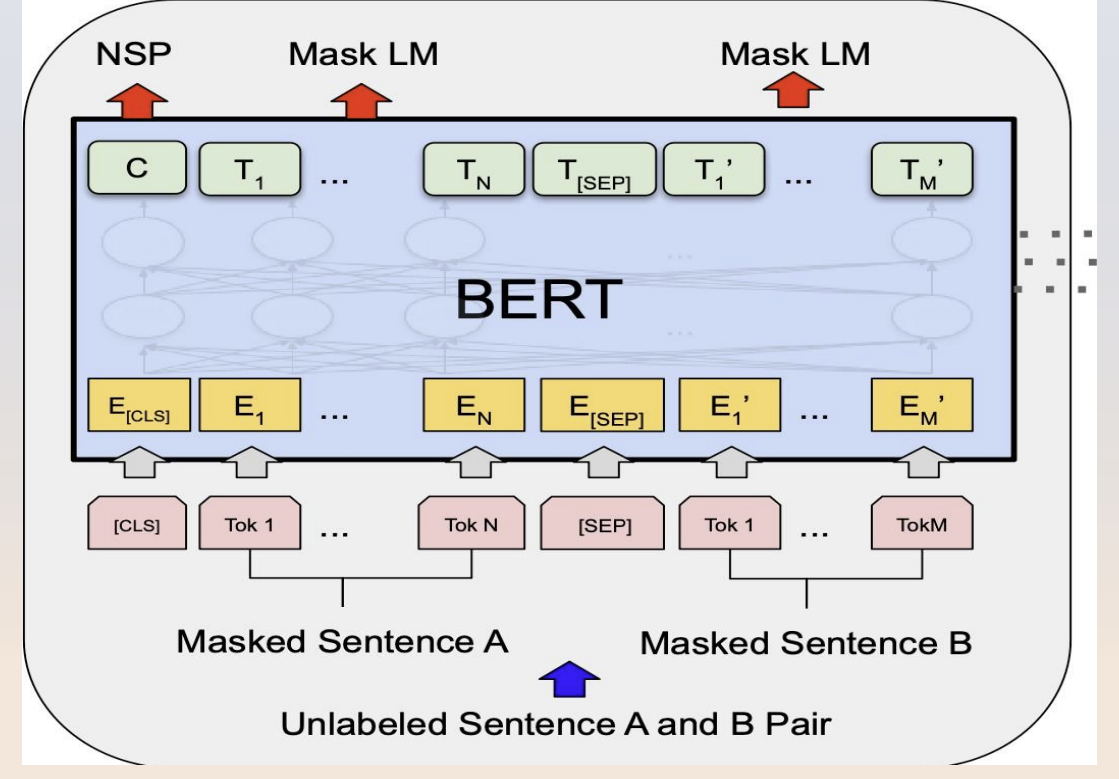 NSP Mask LM Mask LM
C T1 ... TN T[SEP] T1’ ... TM’
...
BERT
...
E[CLS] E1 ... EN E[SEP] E1’ ... EM’
[CLS] Tok 1 ... Tok N [SEP] Tok 1 ... TokM
Masked Sentence A Masked Sentence B
Unlabeled Sentence A and B Pair